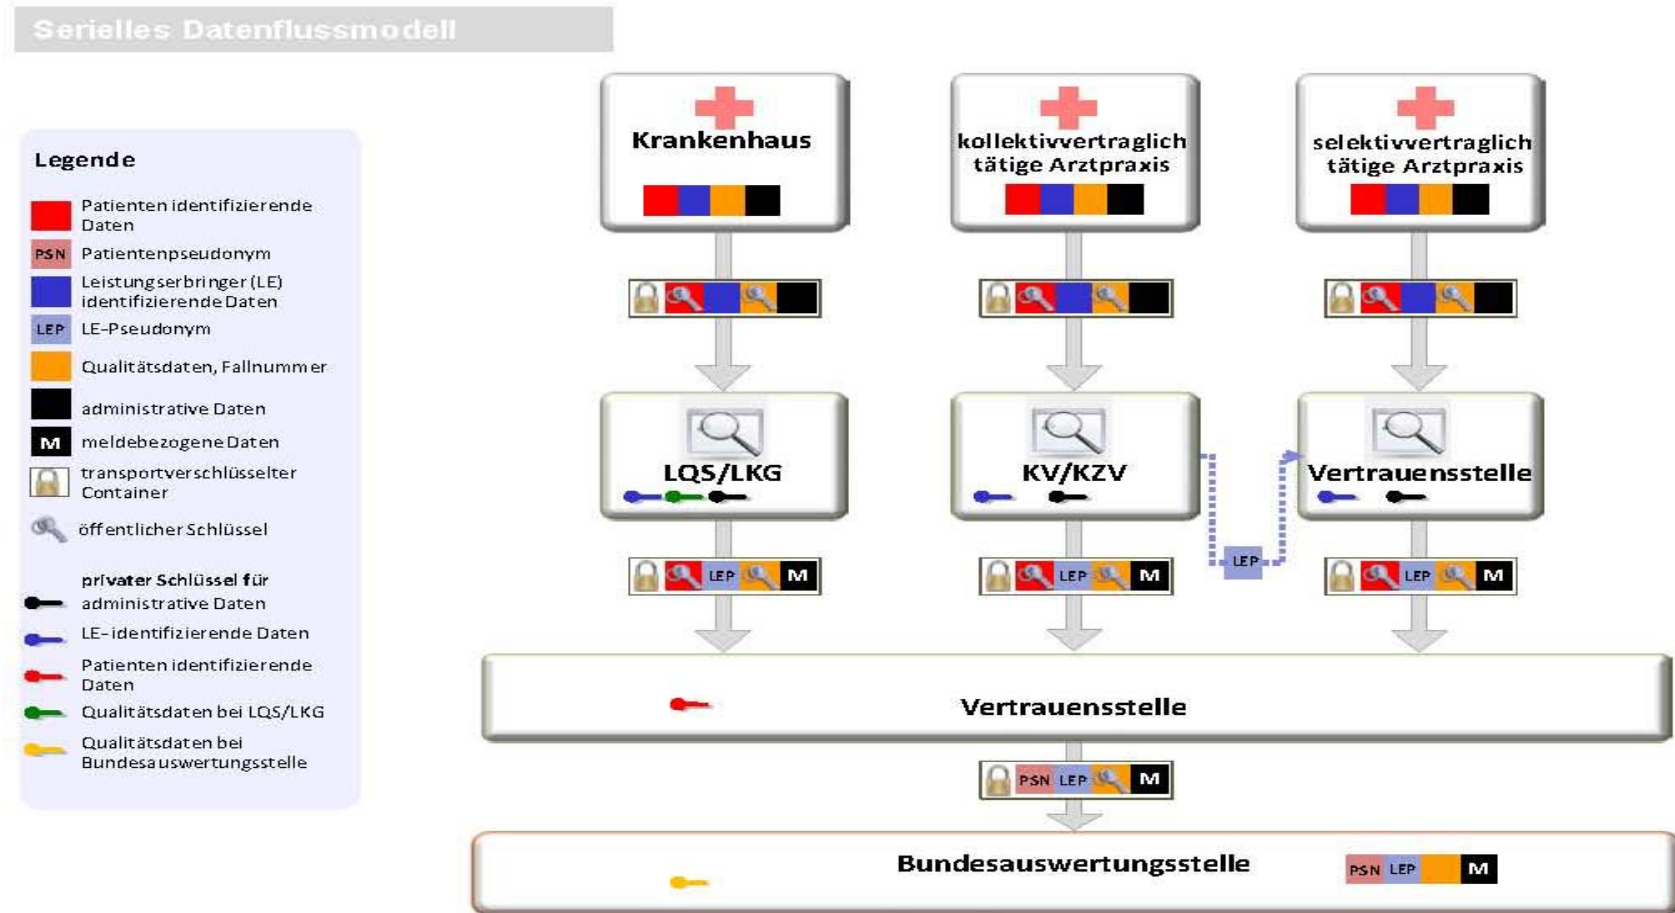 Serielles Datenflussmodell
Legende
Patienten identifizierende
Daten
PSN Patientenpseudonym
Leistungserbringer (LE)
identifizierende Daten
LEP LE-Pseudonym
Qualitätsdaten, Fallnummer
administrative Daten
M meldebezogene Daten
transportverschlüsselter
Container
öffentlicher Schlüssel
privater Schlüssel für
administrative Daten
LE-identifizierende Daten
Patienten identifizierende
Daten
Qualitätsdaten bei LQS/LKG
Qualitätsdaten bei
Bundesauswertungsstelle
Krankenhaus
kollektivvertraglich
tätige Arztpraxis
selektivvertraglich
tätige Arztpraxis
LQS/LKG
KV/KZV
Vertrauensstelle
LEP
LEP M
LEP M
LEP M
Vertrauensstelle
PSN LEP M
Bundesauswertungsstelle
PSN LEP M